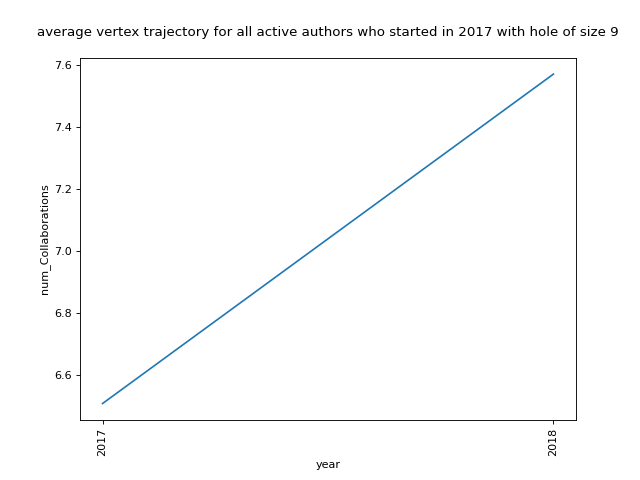 average vertex trajectory for all active authors who started in 2017 with hole of size 9
7.6
7.4
7.2
7.0
6.8
6.6
num_Collaborations
2017
2018
year